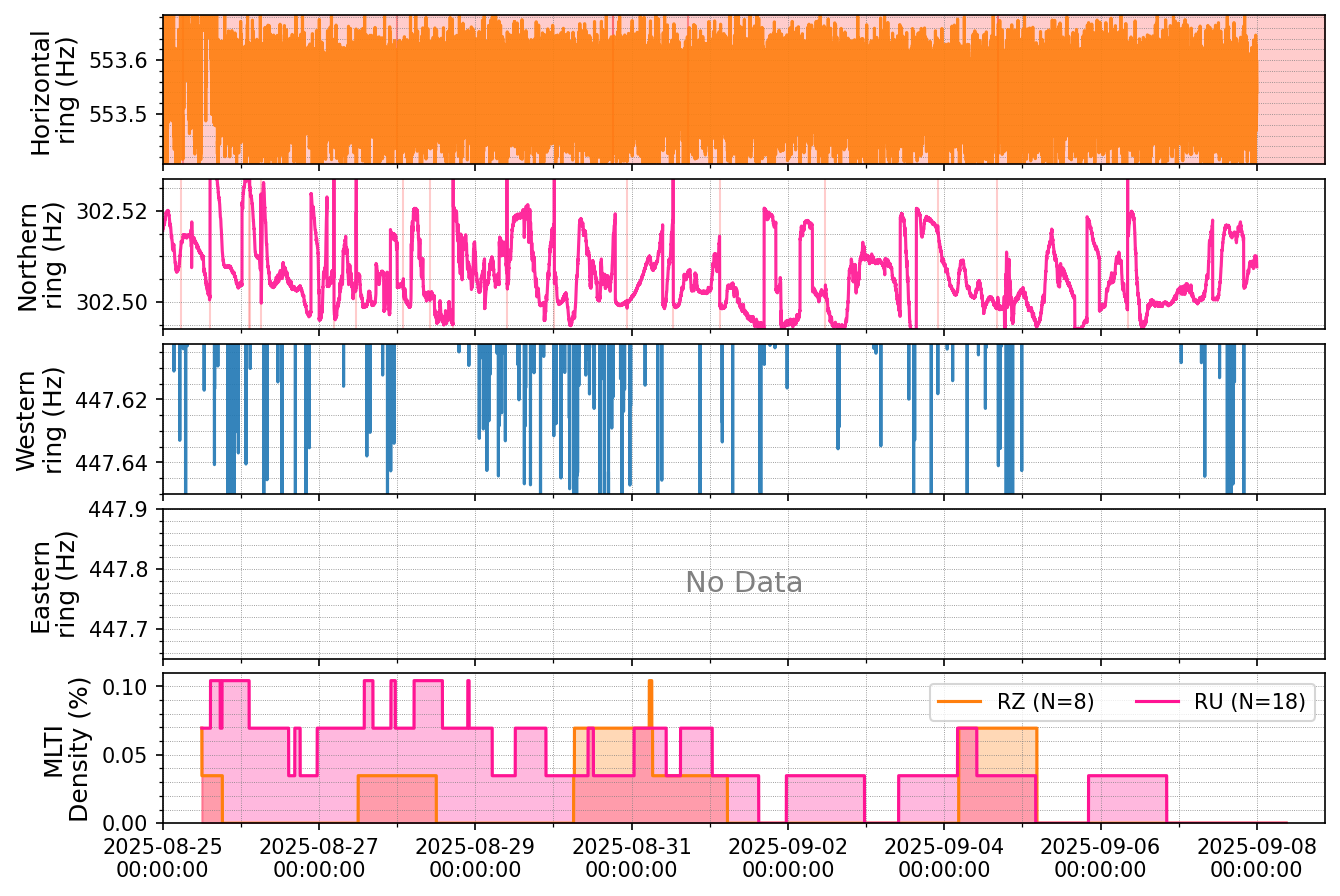 Horizontal
ring (Hz)
553.6
553.5
Northern
ring (Hz)
302.52
302.50
Western
ring (Hz)
447.62
447.64
Eastern
ring (Hz)
447.9
447.8
447.7
No Data
MLTI
Density (%)
0.10
0.05
0.00
RZ (N=8)
RU (N=18)
2025-08-25
00:00:00
2025-08-27
00:00:00
2025-08-29
00:00:00
2025-08-31
00:00:00
2025-09-02
00:00:00
2025-09-04
00:00:00
2025-09-06
00:00:00
2025-09-08
00:00:00